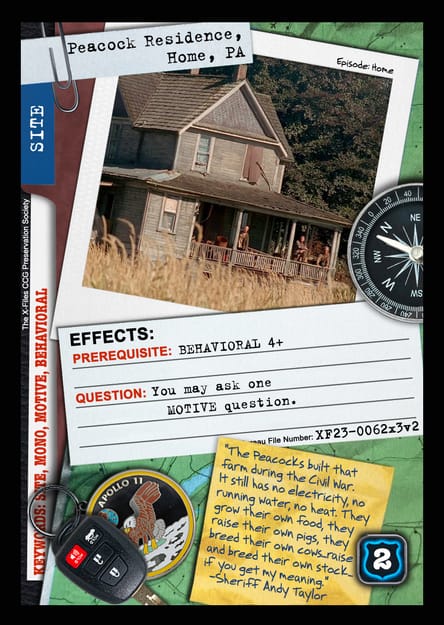 Peacock Residence,
Home, PA
Episode: Home
SITE
The X-Files CCG Preservation Society
KEYWORDS: SITE, MONO, MOTIVE, BEHAVIORAL
EFFECTS:
PREREQUISITE: BEHAVIORAL 4+
QUESTION: You may ask one
MOTIVE question.
File Number: XF23-0062x3v2
APOLLO 11
"The Peacocks built that
farm during the Civil War.
It still has no electricity, no
running water, no heat. They
grow their own food, they
raise their own pigs, they
breed their own cows...raise
and breed their own stock...
if you get my meaning."
-Sheriff Andy Taylor
2
NE
N
NW
W